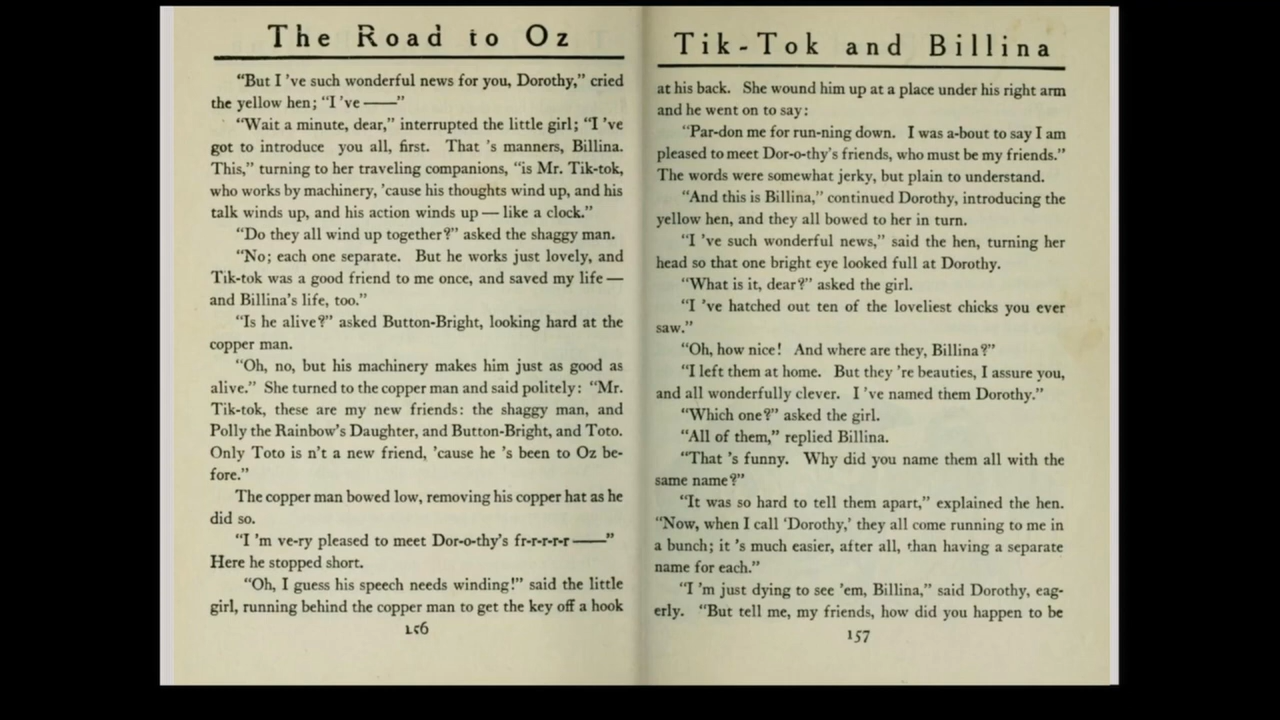 The Road to Oz
“But I ’ve such wonderful news for you, Dorothy,” cried
the yellow hen; “I ’ve ——”
“Wait a minute, dear,” interrupted the little girl; “I ’ve
got to introduce you all, first. That ’s manners, Billina.
This,” turning to her traveling companions, “is Mr. Tik-tok,
who works by machinery, ’cause his thoughts wind up, and his
talk winds up, and his action winds up — like a clock.”
“Do they all wind up together?” asked the shaggy man.
“No; each one separate. But he works just lovely, and
Tik-tok was a good friend to me once, and saved my life —
and Billina’s life, too.”
“Is he alive?” asked Button-Bright, looking hard at the
copper man.
“Oh, no, but his machinery makes him just as good as
alive.” She turned to the copper man and said politely: “Mr.
Tik-tok, these are my new friends: the shaggy man, and
Polly the Rainbow’s Daughter, and Button-Bright, and Toto.
Only Toto is n’t a new friend, ’cause he ’s been to Oz be-
fore.”
The copper man bowed low, removing his copper hat as he
did so.
“I ’m ve-ry pleased to meet Dor-o-thy’s fr-r-r-r-r ——”
Here he stopped short.
“Oh, I guess his speech needs winding!” said the little
girl, running behind the copper man to get the key off a hook
156
Tik-Tok and Billina
at his back. She wound him up at a place under his right arm
and he went on to say:
“Par-don me for run-ning down. I was a-bout to say I am
pleased to meet Dor-o-thy’s friends, who must be my friends.”
The words were somewhat jerky, but plain to understand.
“And this is Billina,” continued Dorothy, introducing the
yellow hen, and they all bowed to her in turn.
“I ’ve such wonderful news,” said the hen, turning her
head so that one bright eye looked full at Dorothy.
“What is it, dear?” asked the girl.
“I ’ve hatched out ten of the loveliest chicks you ever
saw.”
“Oh, how nice! And where are they, Billina?”
“I left them at home. But they ’re beauties, I assure you,
and all wonderfully clever. I ’ve named them Dorothy.”
“Which one?” asked the girl.
“All of them,” replied Billina.
“That ’s funny. Why did you name them all with the
same name?”
“It was so hard to tell them apart,” explained the hen.
“Now, when I call ‘Dorothy,’ they all come running to me in
a bunch; it ’s much easier, after all, than having a separate
name for each.”
“I ’m just dying to see ’em, Billina,” said Dorothy, eag-
erly. “But tell me, my friends, how did you happen to be
157